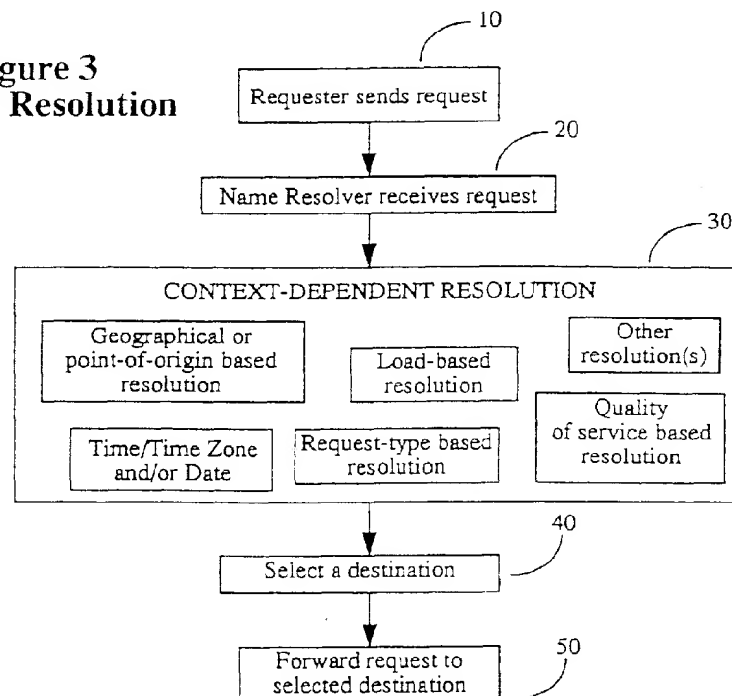 gure 3
Resolution
10
Requester sends request
20
Name Resolver receives request
30
CONTEXT-DEPENDENT RESOLUTION
Geographical or
point-of-origin based
resolution
Load-based
resolution
Other
resolution(s)
Time/Time Zone
and/or Date
Request-type based
resolution
Quality
of service based
resolution
40
Select a destination
50
Forward request to
selected destination